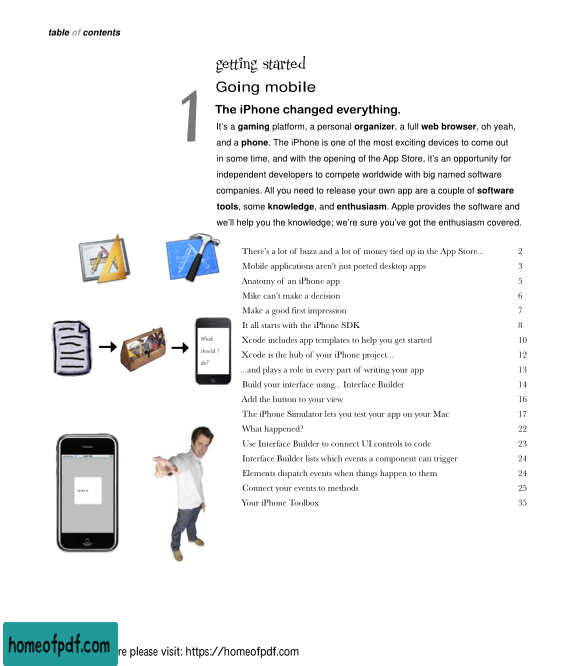 table of contents
getting started
1
Going mobile
The iPhone changed everything.
It's a gaming platform, a personal organizer, a full web browser, oh yeah,
and a phone. The iPhone is one of the most exciting devices to come out
in some time, and with the opening of the App Store, it's an opportunity for
independent developers to compete worldwide with big named software
companies. All you need to release your own app are a couple of software
tools, some knowledge, and enthusiasm. Apple provides the software and
we'll help you the knowledge; we're sure you've got the enthusiasm covered.
There's a lot of buzz and a lot of money tied up in the App Store... 2
Mobile applications aren't just ported desktop apps 3
Anatomy of an iPhone app 5
Mike can't make a decision 6
Make a good first impression 7
It all starts with the iPhone SDK 8
Xcode includes app templates to help you get started 10
Xcode is the hub of your iPhone project... 12
...and plays a role in every part of writing your app 13
Build your interface using... Interface Builder 14
Add the button to your view 16
The iPhone Simulator lets you test your app on your Mac 17
What happened? 22
Use Interface Builder to connect UI controls to code 23
Interface Builder lists which events a component can trigger 24
Elements dispatch events when things happen to them 24
Connect your events to methods 25
Your iPhone Toolbox 35
What
should I
do?
homeofpdf.com
re please visit: https://homeofpdf.com